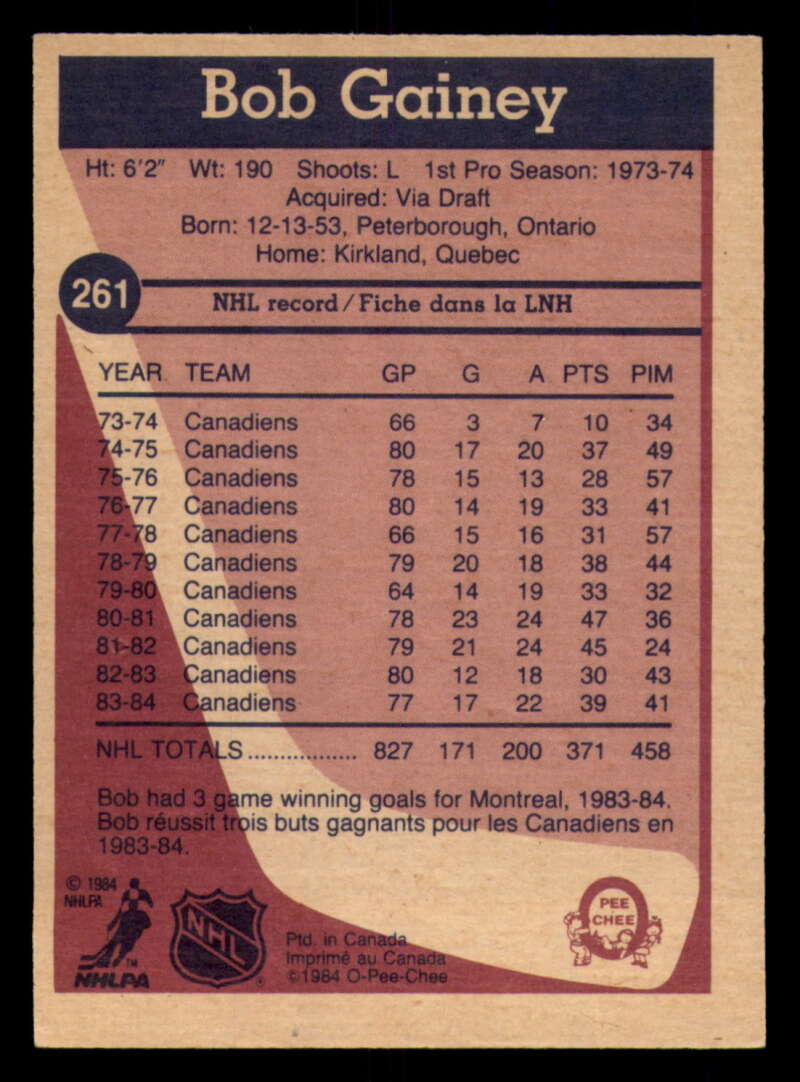 Bob Gainey
Ht: 6'2" Wt: 190 Shoots: L 1st Pro Season: 1973-74
Acquired: Via Draft
Born: 12-13-53, Peterborough, Ontario
Home: Kirkland, Quebec
261
NHL record/Fiche dans la LNH
YEAR TEAM GP G A PTS PIM
73-74 Canadiens 66 3 7 10 34
74-75 Canadiens 80 17 20 37 49
75-76 Canadiens 78 15 13 28 57
76-77 Canadiens 80 14 19 33 41
77-78 Canadiens 66 15 16 31 57
78-79 Canadiens 79 20 18 38 44
79-80 Canadiens 64 14 19 33 32
80-81 Canadiens 78 23 24 47 36
81-82 Canadiens 79 21 24 45 24
82-83 Canadiens 80 12 18 30 43
83-84 Canadiens 77 17 22 39 41
NHL TOTALS ................. 827 171 200 371 458
Bob had 3 game winning goals for Montreal, 1983-84.
Bob réussit trois buts gagnants pour les Canadiens en
1983-84.
© 1984
NHLPA
TM
NHLPA
NHL
®
Ptd. in Canada
Imprimé au Canada
©1984 O-Pee-Chee
PEE
CHEE